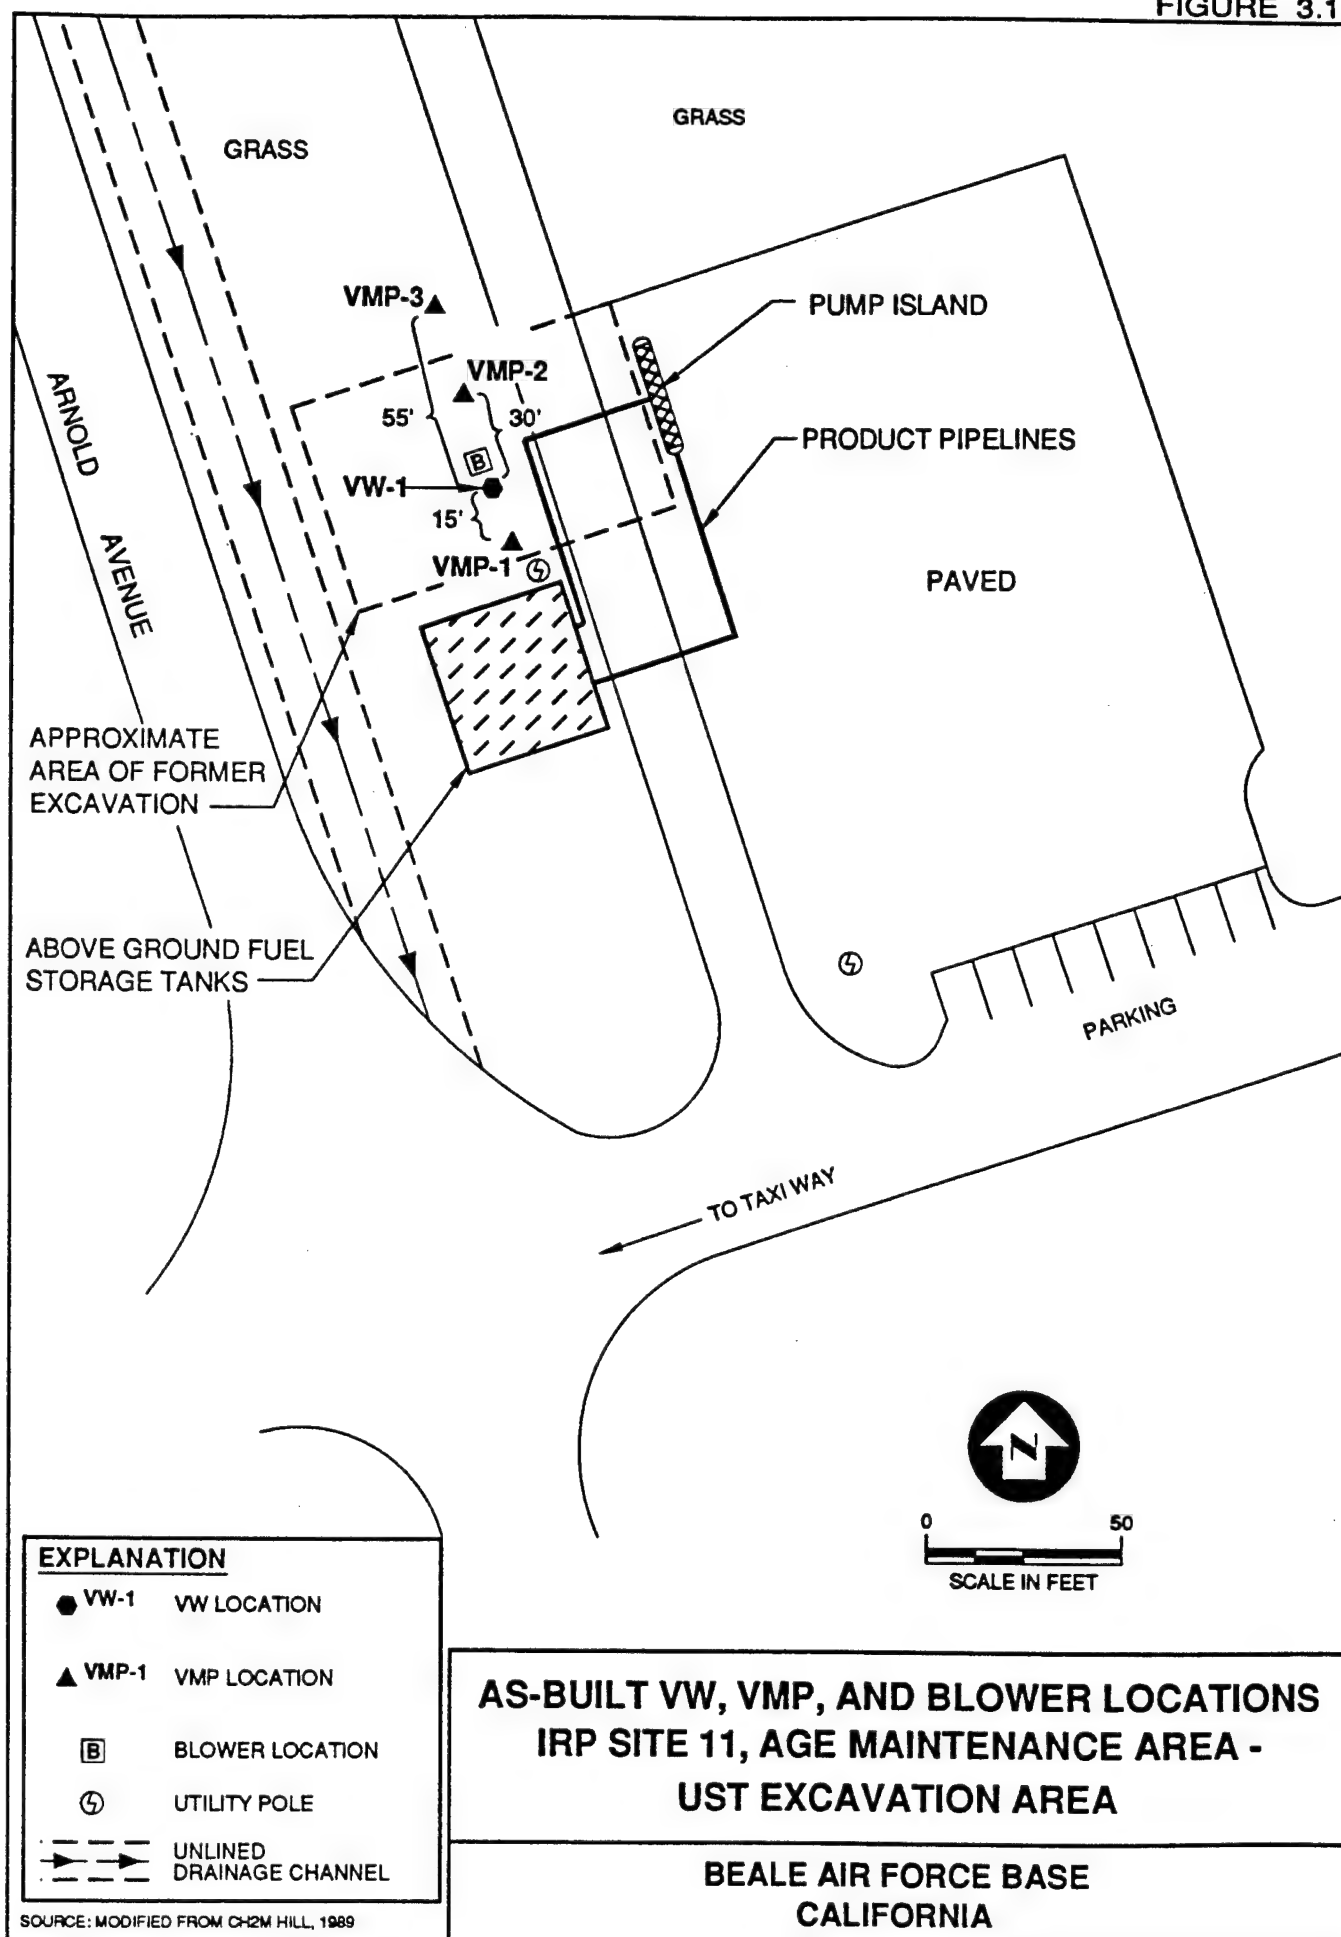 FIGURE 3.1
GRASS
GRASS
VMP-3
PUMP ISLAND
VMP-2
ARNOLD
AVENUE
55'
30'
PRODUCT PIPELINES
B
VW-1
15'
VMP-1
PAVED
APPROXIMATE
AREA OF FORMER
EXCAVATION
ABOVE GROUND FUEL
STORAGE TANKS
PARKING
TO TAXI WAY
N
0 50
SCALE IN FEET
EXPLANATION
VW-1 VW LOCATION
VMP-1 VMP LOCATION
B BLOWER LOCATION
UTILITY POLE
UNLINED
DRAINAGE CHANNEL
SOURCE: MODIFIED FROM CH2M HILL, 1989
AS-BUILT VW, VMP, AND BLOWER LOCATIONS
IRP SITE 11, AGE MAINTENANCE AREA -
UST EXCAVATION AREA
BEALE AIR FORCE BASE
CALIFORNIA